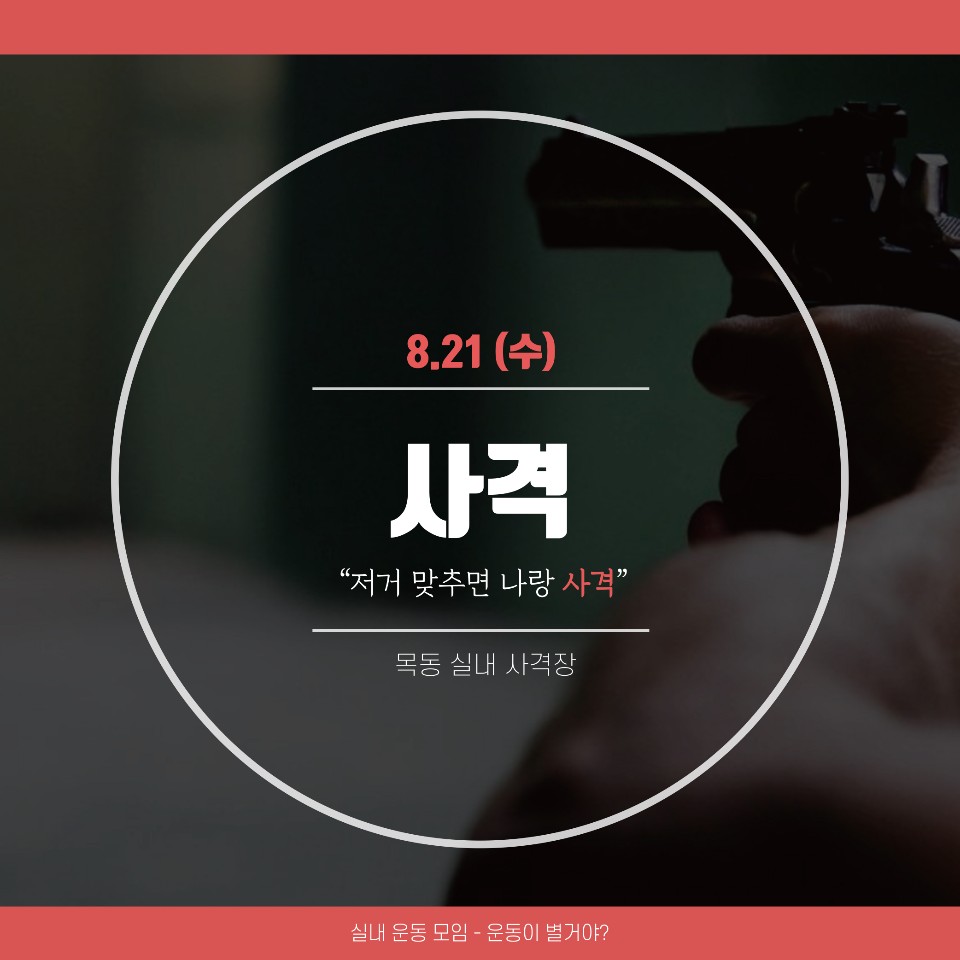 8.21 (수)
사격
“저거 맞추면 나랑 사격”
목동 실내 사격장
실내 운동 모임 - 운동이 별거야?